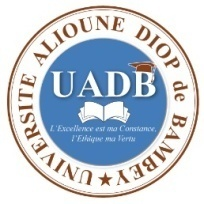 UNIVERSITE ALIOUNE DIOP de BAMBEY
UADB
L'Excellence est ma Constance,
l'Ethique ma Vertu